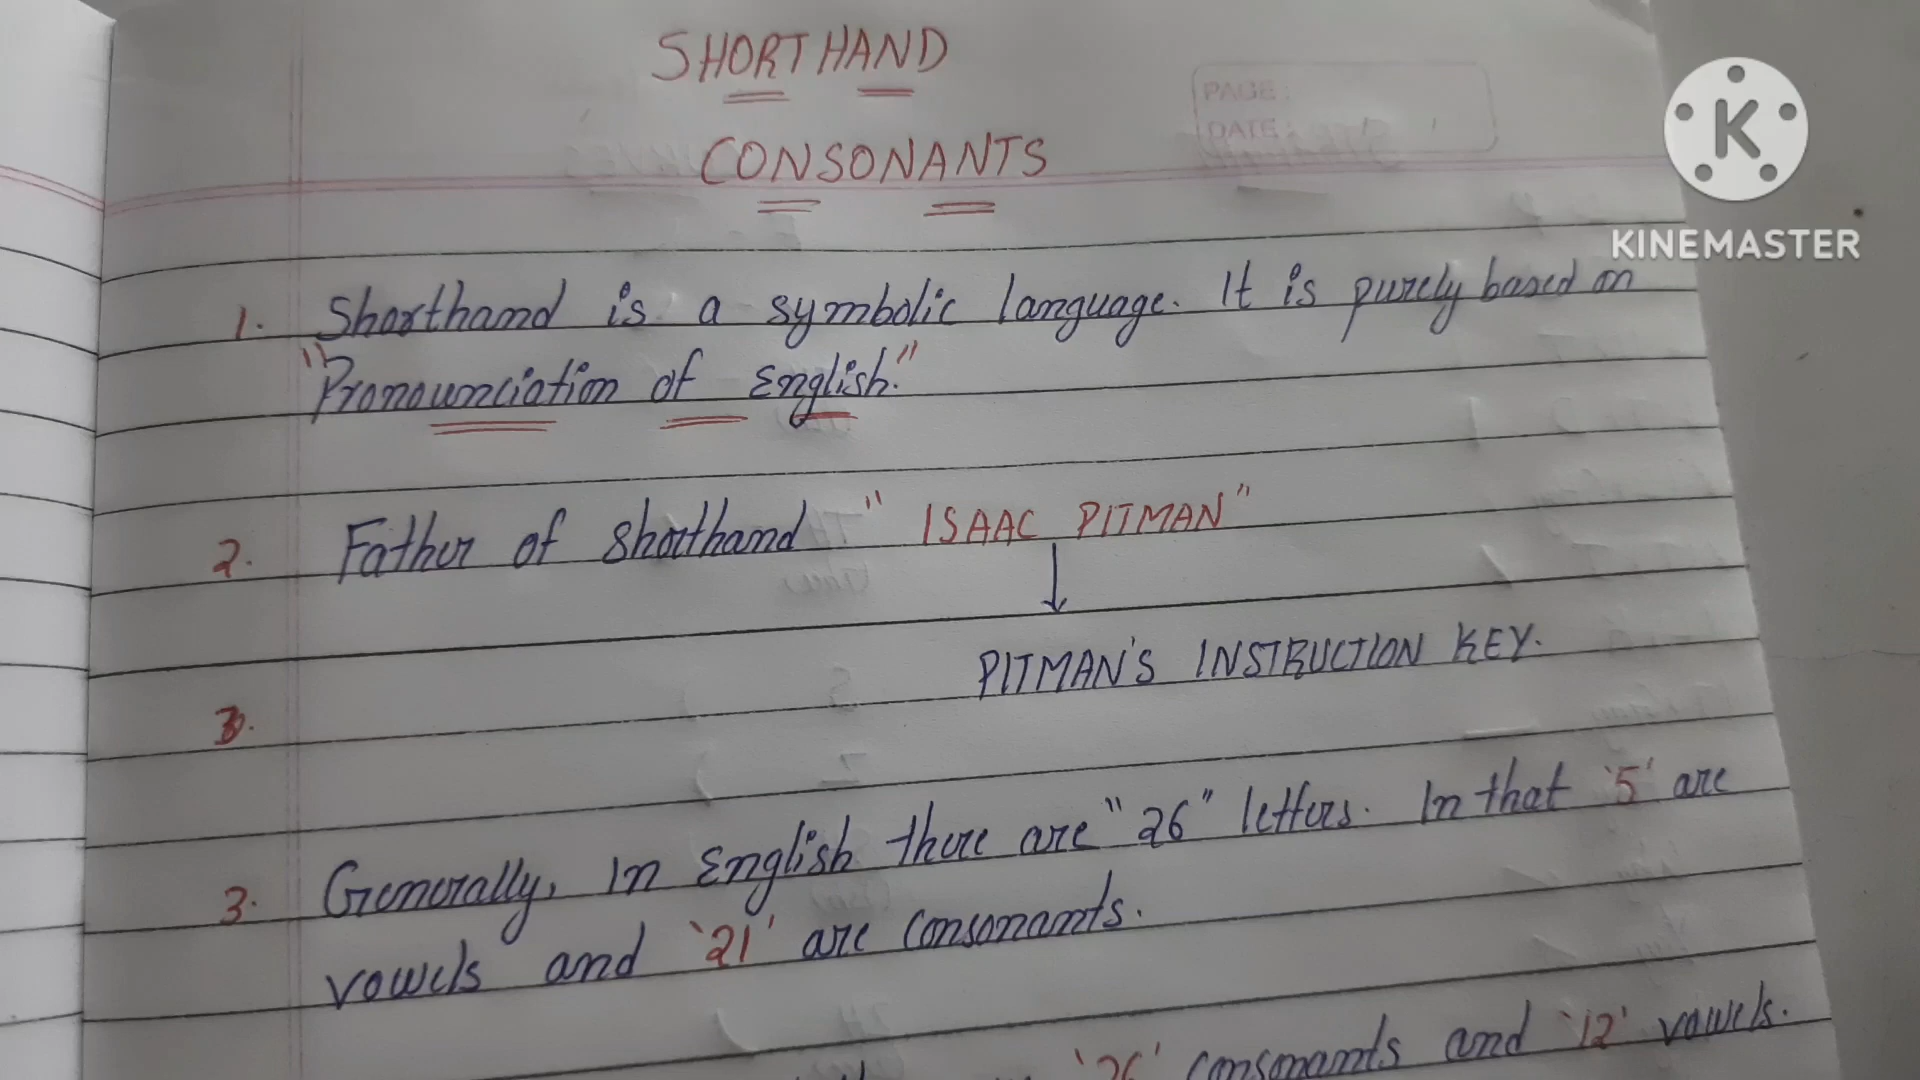 SHORTHAND
CONSONANTS
PAGE:
DATE:
KINEMASTER
1. Shorthand is a symbolic language. It is purely based on
"Pronounciation of English."
2. Father of Shorthand "ISAAC PITMAN"
↓
PITMAN'S INSTRUCTION KEY.
3.
3. Generally, in English there are "26" letters. In that '5' are
vowels and '21' are consonants.
'26' consonants and '12' vowels.